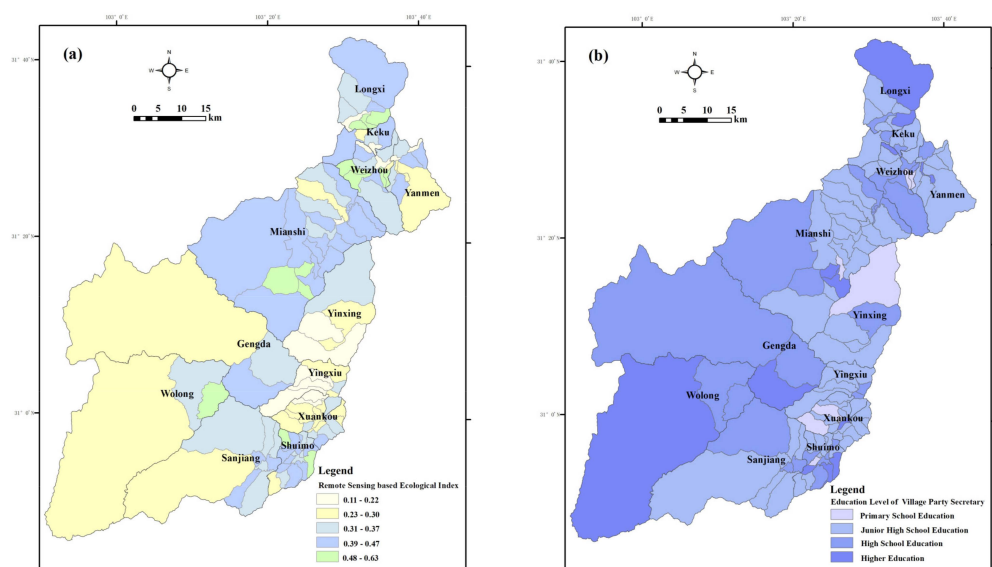 103° 0'E 103° 20'E 103° 40'E
(a)
N
W E
S
0 5 10 15
km
31° 40'S
31° 20'S
31° 0'S
Longxi
Keku
Weizhou
Yanmen
Mianshi
Yinxing
Gengda
Yingxiu
Wolong
Xuankou
Shuimo
Sanjiang
Legend
Remote Sensing based Ecological Index
0.11 - 0.22
0.23 - 0.30
0.31 - 0.37
0.39 - 0.47
0.48 - 0.63
103° 0'E 103° 20'E 103° 40'E
(b)
N
W E
S
0 5 10 15
km
31° 40'S
31° 20'S
31° 0'S
Longxi
Keku
Weizhou
Yanmen
Mianshi
Yinxing
Gengda
Yingxiu
Wolong
Xuankou
Shuimo
Sanjiang
Legend
Education Level of Village Party Secretary
Primary School Education
Junior High School Education
High School Education
Higher Education